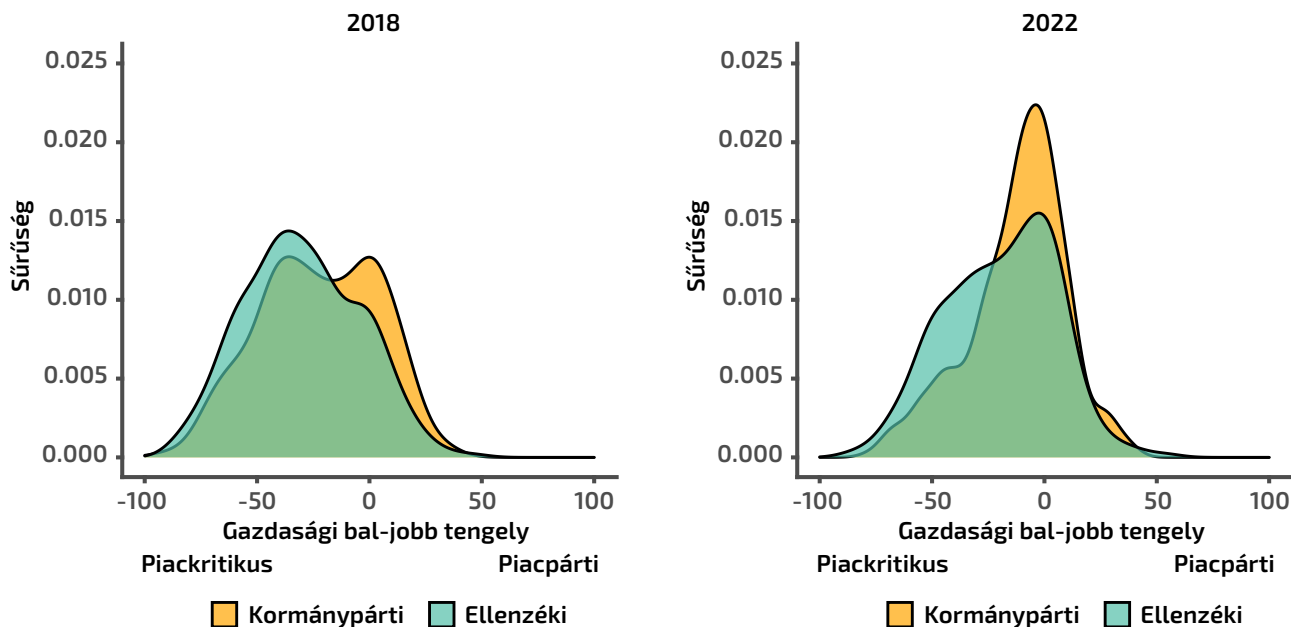 2018
0.025
0.020
0.015
0.010
0.005
0.000
Sűrűség
-100 -50 0 50 100
Gazdasági bal-jobb tengely
Piackritikus Piacpárti
Kormánypárti Ellenzéki
2022
0.025
0.020
0.015
0.010
0.005
0.000
Sűrűség
-100 -50 0 50 100
Gazdasági bal-jobb tengely
Piackritikus Piacpárti
Kormánypárti Ellenzéki